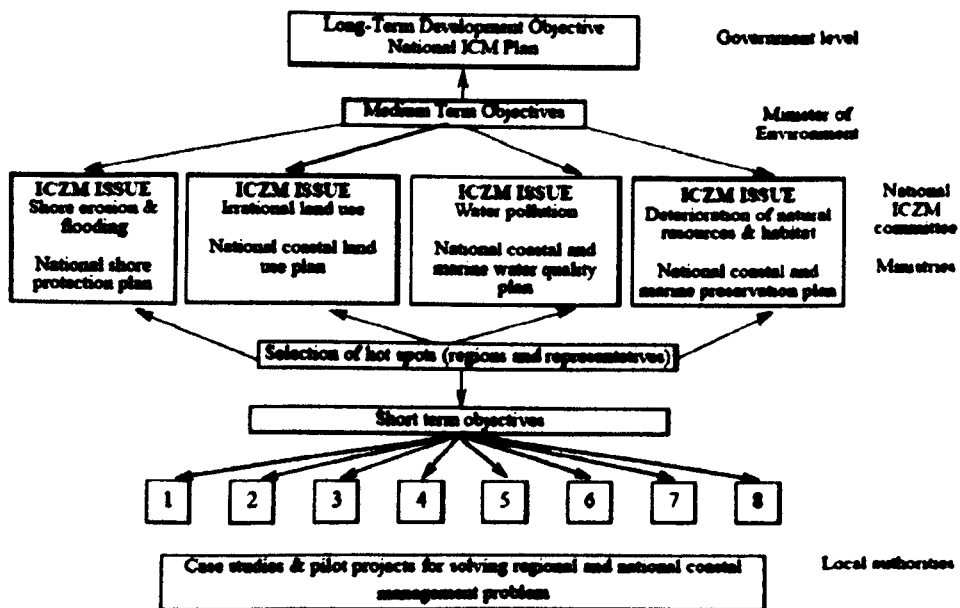 Long-Term Development Objective
National ICM Plan
Government level
Medium Term Objectives
Minister of
Environment
ICZM ISSUE
Shore erosion &
flooding
National shore
protection plan
ICZM ISSUE
Irrational land use
National coastal land
use plan
ICZM ISSUE
Water pollution
National coastal and
marine water quality
plan
ICZM ISSUE
Deterioration of natural
resources & habitat
National coastal and
marine preservation plan
National
ICZM
committee
Ministries
Selection of hot spots (regions and representatives)
Short term objectives
1 2 3 4 5 6 7 8
Case studies & pilot projects for solving regional and national coastal
management problem
Local authorities